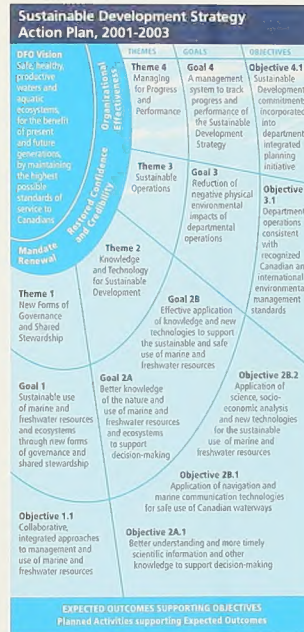 Sustainable Development Strategy
Action Plan, 2001-2003
THEMES
GOALS
OBJECTIVES
DFO Vision
Safe, healthy,
productive
waters and
aquatic
ecosystems,
for the benefit
of present
and future
generations,
by maintaining
the highest
possible
standards of
service to
Canadians
Organizational
Effectiveness
Restored Confidence
and Credibility
Mandate
Renewal
Theme 4
Managing
for Progress
and
Performance
Goal 4
A management
system to track
progress and
performance of
the Sustainable
Development
Strategy
Objective 4.1
Sustainable
Development
commitments
incorporated
into
department
integrated
planning
initiative
Theme 3
Sustainable
Operations
Goal 3
Reduction of
negative physical
environmental
impacts of
departmental
operations
Objective
3.1
Department
operations
consistent
with
recognized
Canadian an
international
environmenta
management
standards
Theme 2
Knowledge
and Technology
for Sustainable
Development
Theme 1
New Forms of
Governance
and Shared
Stewardship
Goal 2B
Effective application
of knowledge and new
technologies to support
the sustainable and safe
use of marine and
freshwater resources
Goal 1
Sustainable use
of marine and
freshwater resources
and ecosystems
through new forms
of governance and
shared stewardship
Goal 2A
Better knowledge
of the nature and
use of marine and
freshwater resources
and ecosystems
to support
decision-making
Objective 2B.2
Application of
science, socio-
economic analysis
and new technologies
for the sustainable
use of marine and
freshwater resources
Objective 2B.1
Application of navigation and
marine communication technologies
for safe use of Canadian waterways
Objective 1.1
Collaborative,
integrated approaches
to management and
use of marine and
freshwater resources
Objective 2A.1
Better understanding and more timely
scientific information and other
knowledge to support decision-making
EXPECTED OUTCOMES SUPPORTING OBJECTIVES
Planned Activities supporting Expected Outcomes